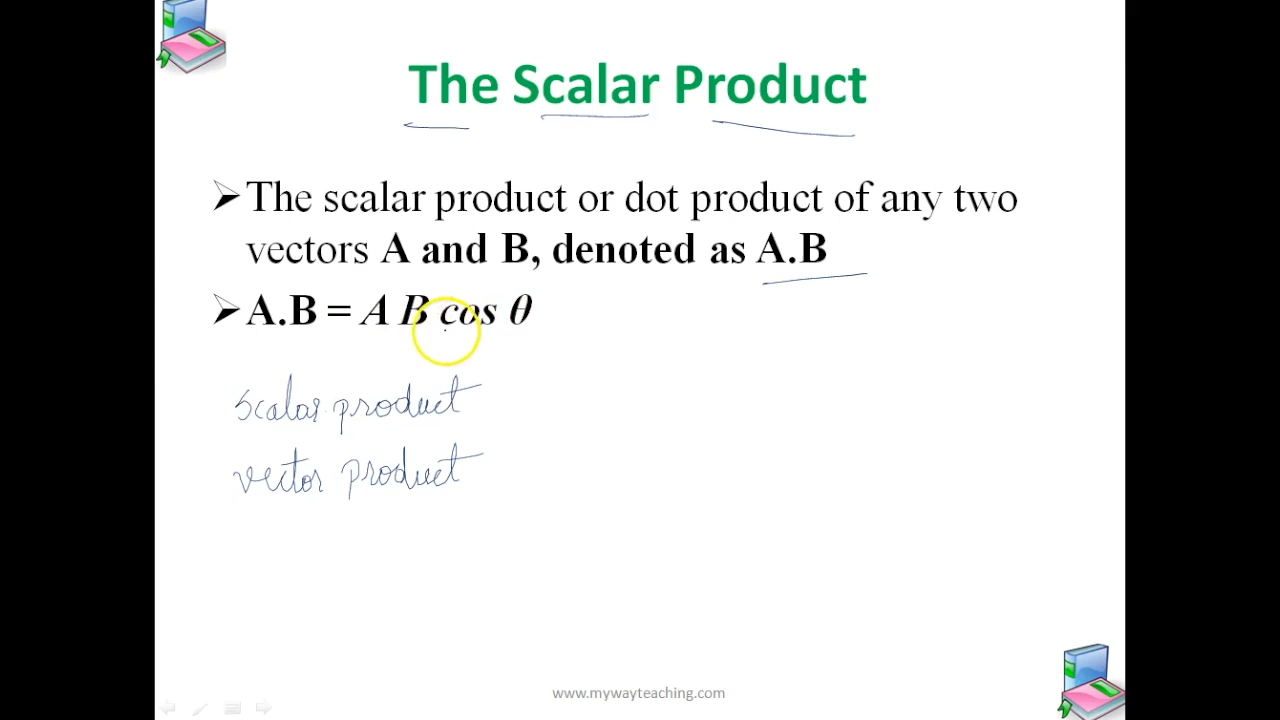 The Scalar Product
➢The scalar product or dot product of any two
vectors A and B, denoted as A.B
➢A.B = A B cos θ
scalar product
vector product
www.mywayteaching.com